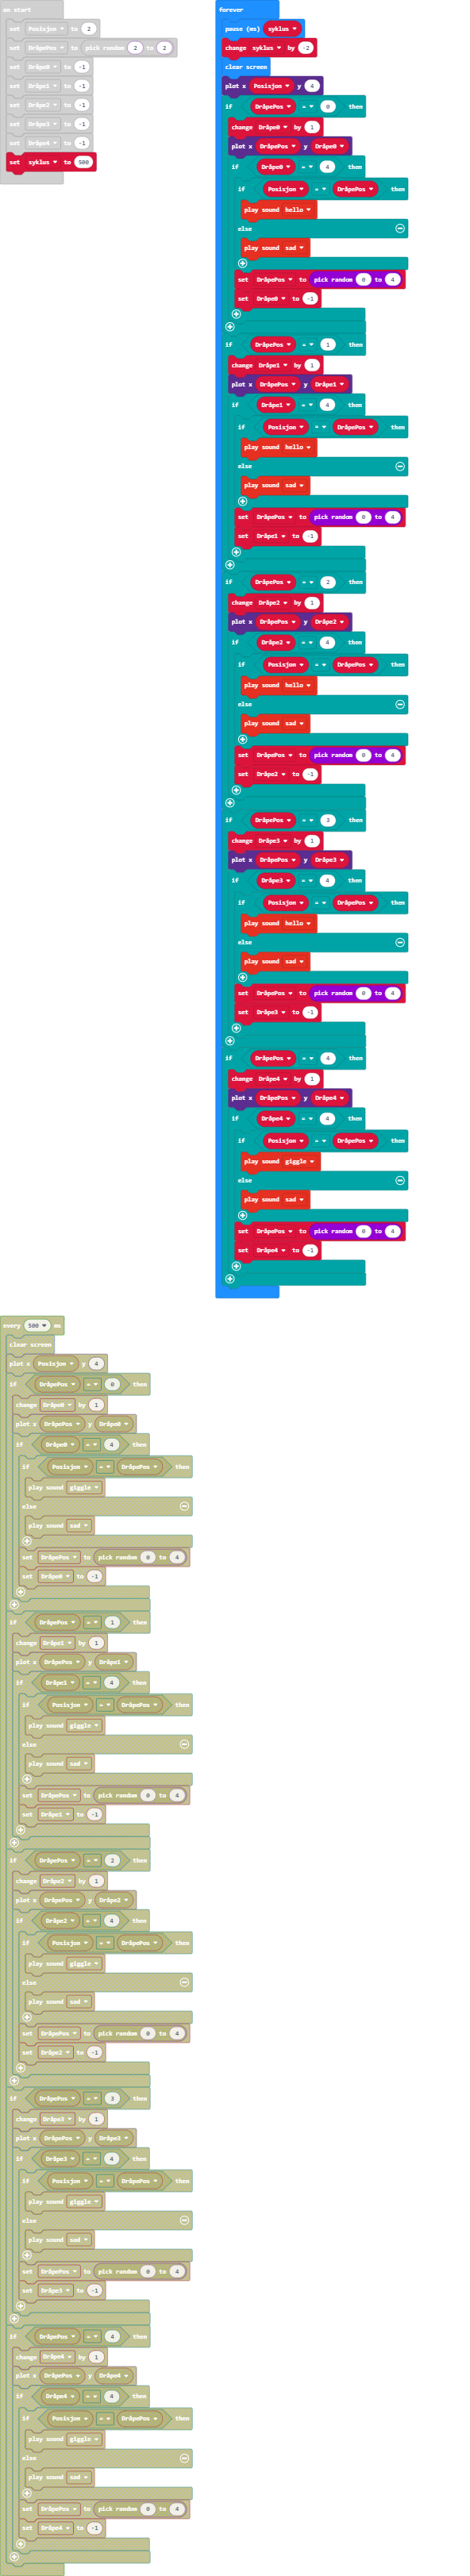 on start
set Posisjon to 2
set DråpePos to pick random 2 to 2
set Dråpe0 to -1
set Dråpe1 to -1
set Dråpe2 to -1
set Dråpe3 to -1
set Dråpe4 to -1
set syklus to 500
forever
pause (ms) syklus
change syklus by -2
clear screen
plot x Posisjon y 4
if DråpePos = 0 then
change Dråpe0 by 1
plot x DråpePos y Dråpe0
if Dråpe0 = 4 then
if Posisjon = DråpePos then
play sound hello
else
play sound sad
set DråpePos to pick random 0 to 4
set Dråpe0 to -1
if DråpePos = 1 then
change Dråpe1 by 1
plot x DråpePos y Dråpe1
if Dråpe1 = 4 then
if Posisjon = DråpePos then
play sound hello
else
play sound sad
set DråpePos to pick random 0 to 4
set Dråpe1 to -1
if DråpePos = 2 then
change Dråpe2 by 1
plot x DråpePos y Dråpe2
if Dråpe2 = 4 then
if Posisjon = DråpePos then
play sound hello
else
play sound sad
set DråpePos to pick random 0 to 4
set Dråpe2 to -1
if DråpePos = 3 then
change Dråpe3 by 1
plot x DråpePos y Dråpe3
if Dråpe3 = 4 then
if Posisjon = DråpePos then
play sound hello
else
play sound sad
set DråpePos to pick random 0 to 4
set Dråpe3 to -1
if DråpePos = 4 then
change Dråpe4 by 1
plot x DråpePos y Dråpe4
if Dråpe4 = 4 then
if Posisjon = DråpePos then
play sound giggle
else
play sound sad
set DråpePos to pick random 0 to 4
set Dråpe4 to -1
every 500 ms
clear screen
plot x Posisjon y 4
if DråpePos = 0 then
change Dråpe0 by 1
plot x DråpePos y Dråpe0
if Dråpe0 = 4 then
if Posisjon = DråpePos then
play sound giggle
else
play sound sad
set DråpePos to pick random 0 to 4
set Dråpe0 to -1
if DråpePos = 1 then
change Dråpe1 by 1
plot x DråpePos y Dråpe1
if Dråpe1 = 4 then
if Posisjon = DråpePos then
play sound giggle
else
play sound sad
set DråpePos to pick random 0 to 4
set Dråpe1 to -1
if DråpePos = 2 then
change Dråpe2 by 1
plot x DråpePos y Dråpe2
if Dråpe2 = 4 then
if Posisjon = DråpePos then
play sound giggle
else
play sound sad
set DråpePos to pick random 0 to 4
set Dråpe2 to -1
if DråpePos = 3 then
change Dråpe3 by 1
plot x DråpePos y Dråpe3
if Dråpe3 = 4 then
if Posisjon = DråpePos then
play sound giggle
else
play sound sad
set DråpePos to pick random 0 to 4
set Dråpe3 to -1
if DråpePos = 4 then
change Dråpe4 by 1
plot x DråpePos y Dråpe4
if Dråpe4 = 4 then
if Posisjon = DråpePos then
play sound giggle
else
play sound sad
set DråpePos to pick random 0 to 4
set Dråpe4 to -1